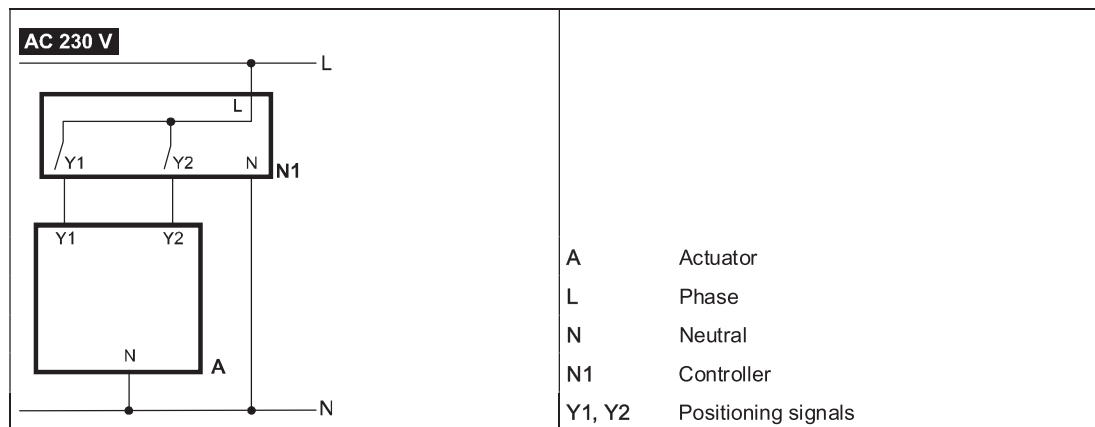 AC 230 V
L
L
Y1 Y2 N
N1
Y1 Y2
N
A
N
A Actuator
L Phase
N Neutral
N1 Controller
Y1, Y2 Positioning signals